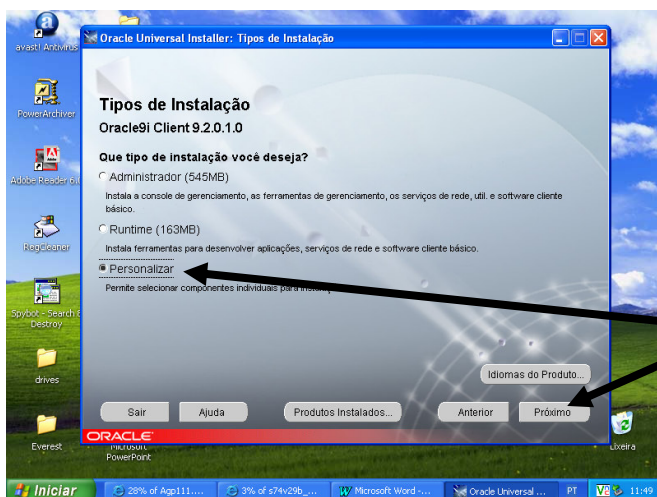 Oracle Universal Installer: Tipos de Instalação
avast! Antivirus
PowerArchiver
Adobe Reader 6.0
RegCleaner
Spybot - Search &
Destroy
drives
Everest
Microsoft
PowerPoint
Lixeira
Tipos de Instalação
Oracle9i Client 9.2.0.1.0
Que tipo de instalação você deseja?
Administrador (545MB)
Instala a console de gerenciamento, as ferramentas de gerenciamento, os serviços de rede, util. e software cliente
básico.
Runtime (163MB)
Instala ferramentas para desenvolver aplicações, serviços de rede e software cliente básico.
Personalizar
Permite selecionar componentes individuais para
Idiomas do Produto...
Sair
Ajuda
Produtos Instalados...
Anterior
Próximo
ORACLE
Iniciar
28% of Agp111....
3% of s74v29b_...
Microsoft Word -...
Oracle Universal ...
PT
11:49